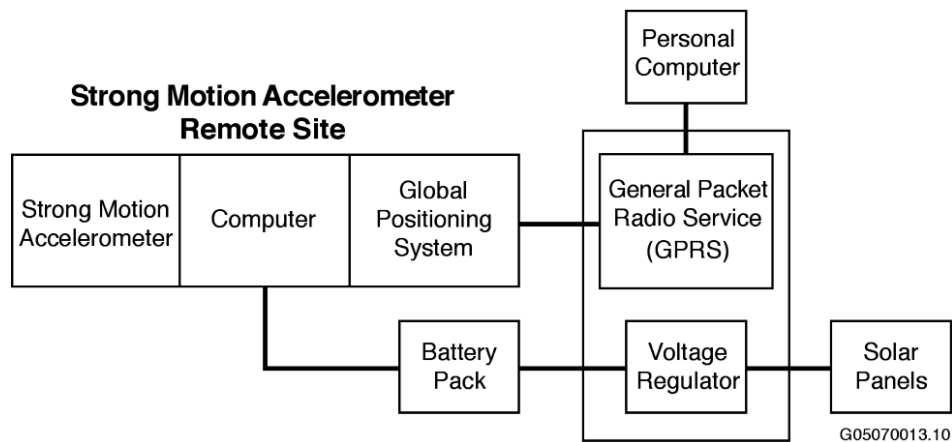 Personal
Computer
Strong Motion Accelerometer
Remote Site
Strong Motion
Accelerometer
Computer
Global
Positioning
System
General Packet
Radio Service
(GPRS)
Battery
Pack
Voltage
Regulator
Solar
Panels
G05070013.10